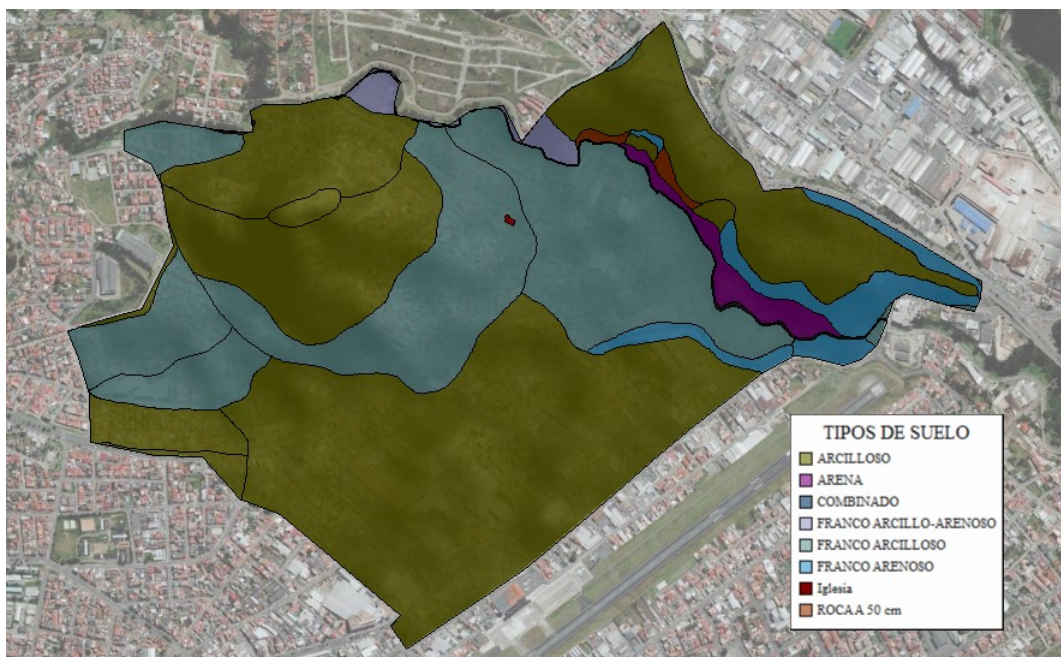 TIPOS DE SUELO
ARCILLOSO
ARENA
COMBINADO
FRANCO ARCILLO-ARENOSO
FRANCO ARCILLOSO
FRANCO ARENOSO
Iglesia
ROCA A 50 cm